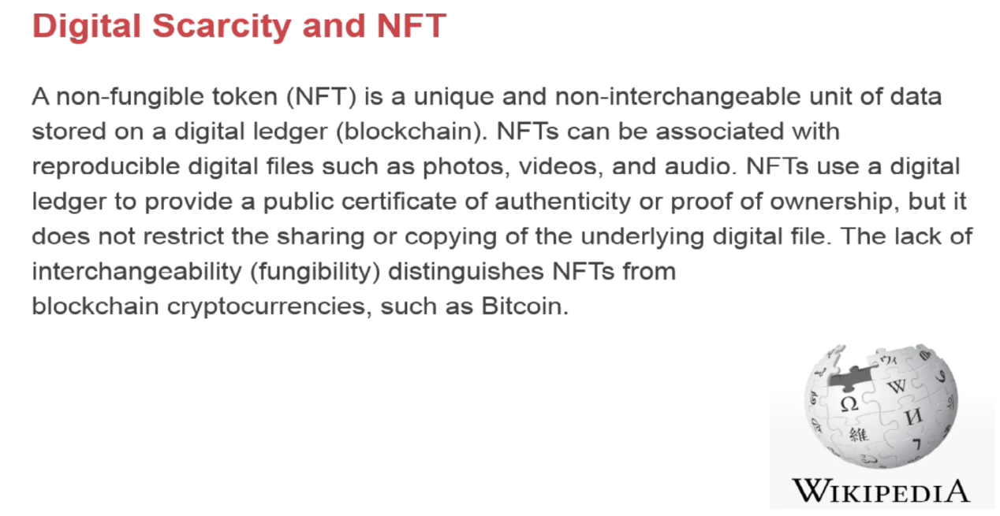 Digital Scarcity and NFT
A non-fungible token (NFT) is a unique and non-interchangeable unit of data
stored on a digital ledger (blockchain). NFTs can be associated with
reproducible digital files such as photos, videos, and audio. NFTs use a digital
ledger to provide a public certificate of authenticity or proof of ownership, but it
does not restrict the sharing or copying of the underlying digital file. The lack of
interchangeability (fungibility) distinguishes NFTs from
blockchain cryptocurrencies, such as Bitcoin.
ウィ
W
Ω
И
維
WIKIPEDIA